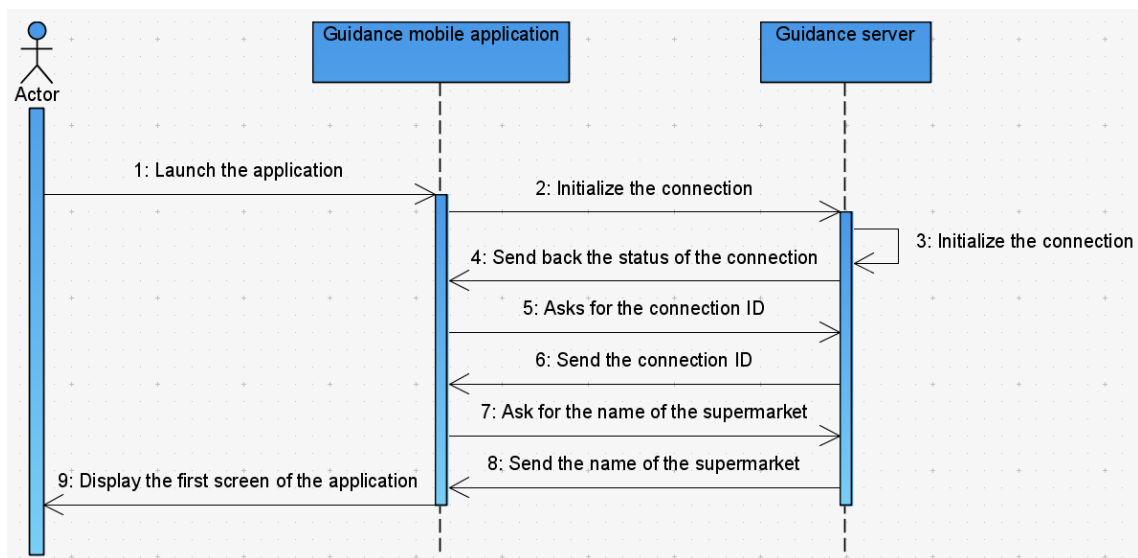 Guidance mobile application
Guidance server
Actor
1: Launch the application
2: Initialize the connection
3: Initialize the connection
4: Send back the status of the connection
5: Asks for the connection ID
6: Send the connection ID
7: Ask for the name of the supermarket
8: Send the name of the supermarket
9: Display the first screen of the application